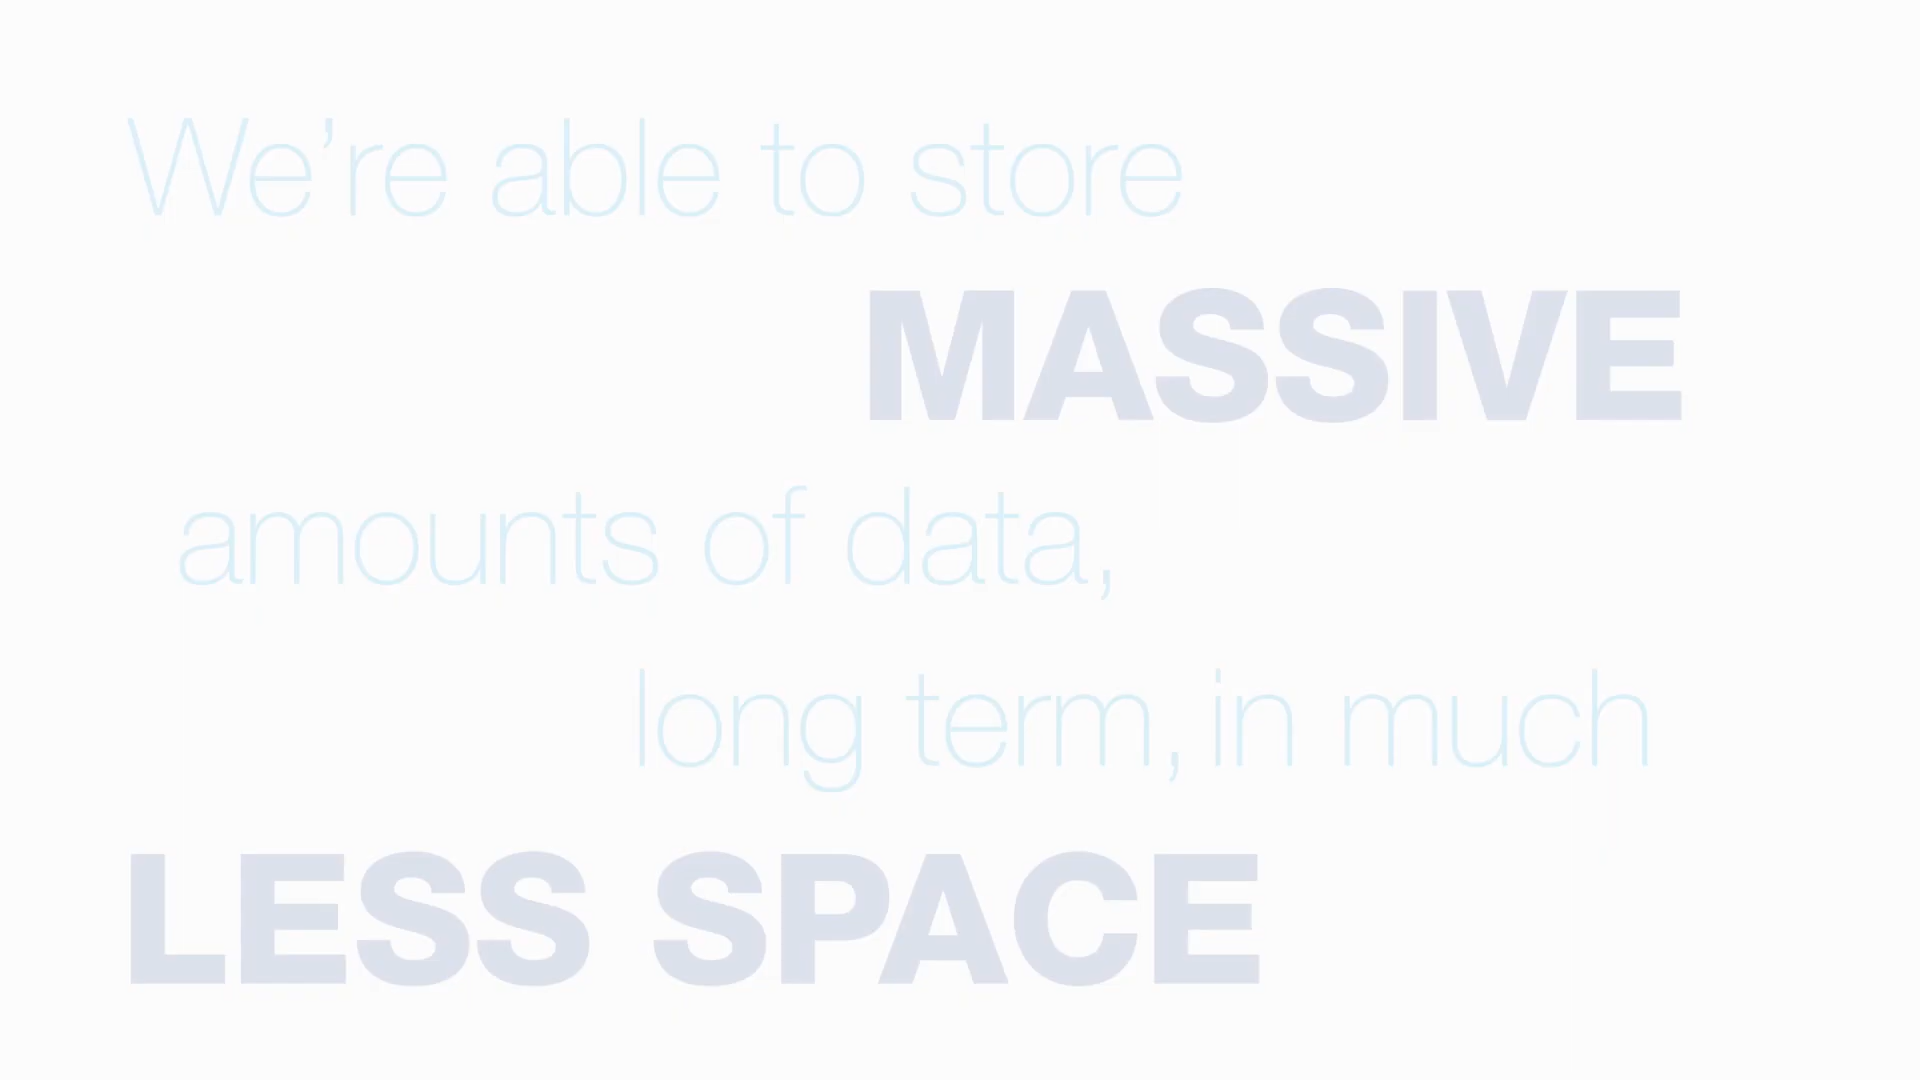 We’re able to store
MASSIVE
amounts of data,
long term, in much
LESS SPACE